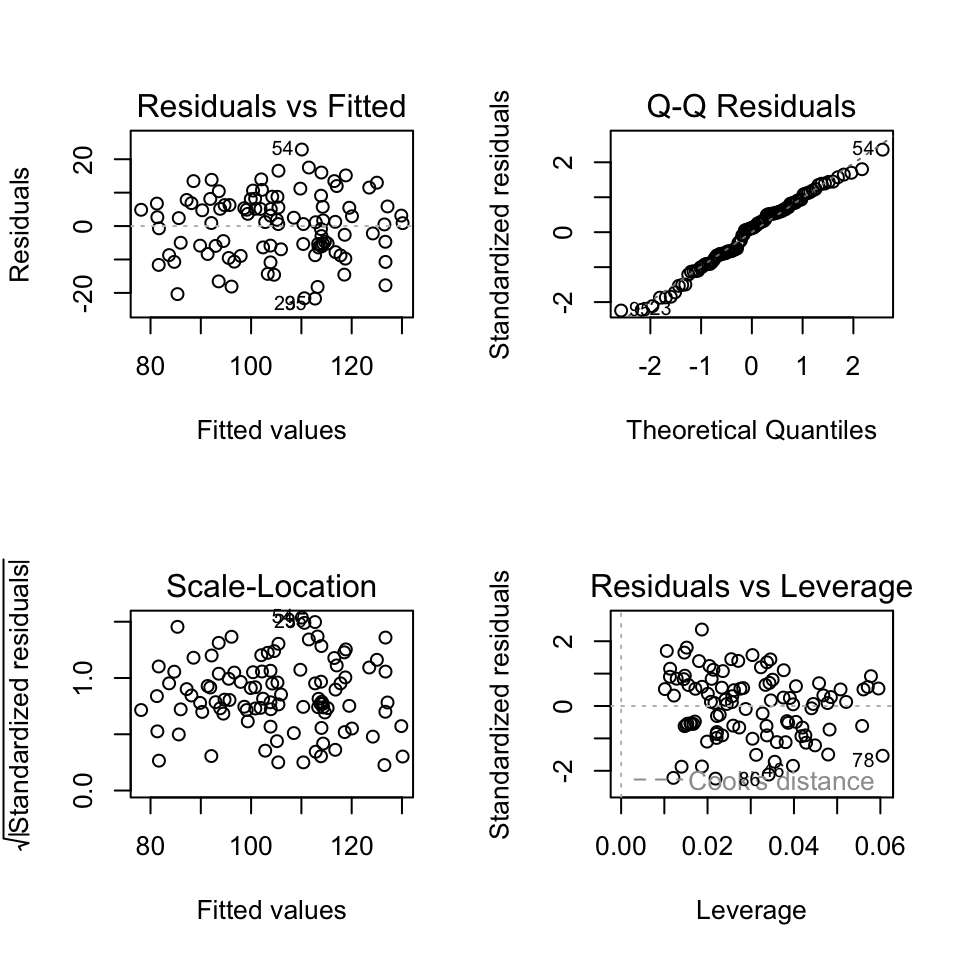 Residuals vs Fitted
Residuals
20
0
-20
54
80
100
120
Fitted values
Q-Q Residuals
Standardized residuals
2
0
-2
54
-2
-1
0
1
2
Theoretical Quantiles
Scale-Location
√|Standardized residuals|
1.0
0.0
80
100
120
Fitted values
Residuals vs Leverage
Standardized residuals
2
0
-2
78
86
Cook's distance
0.00
0.02
0.04
0.06
Leverage